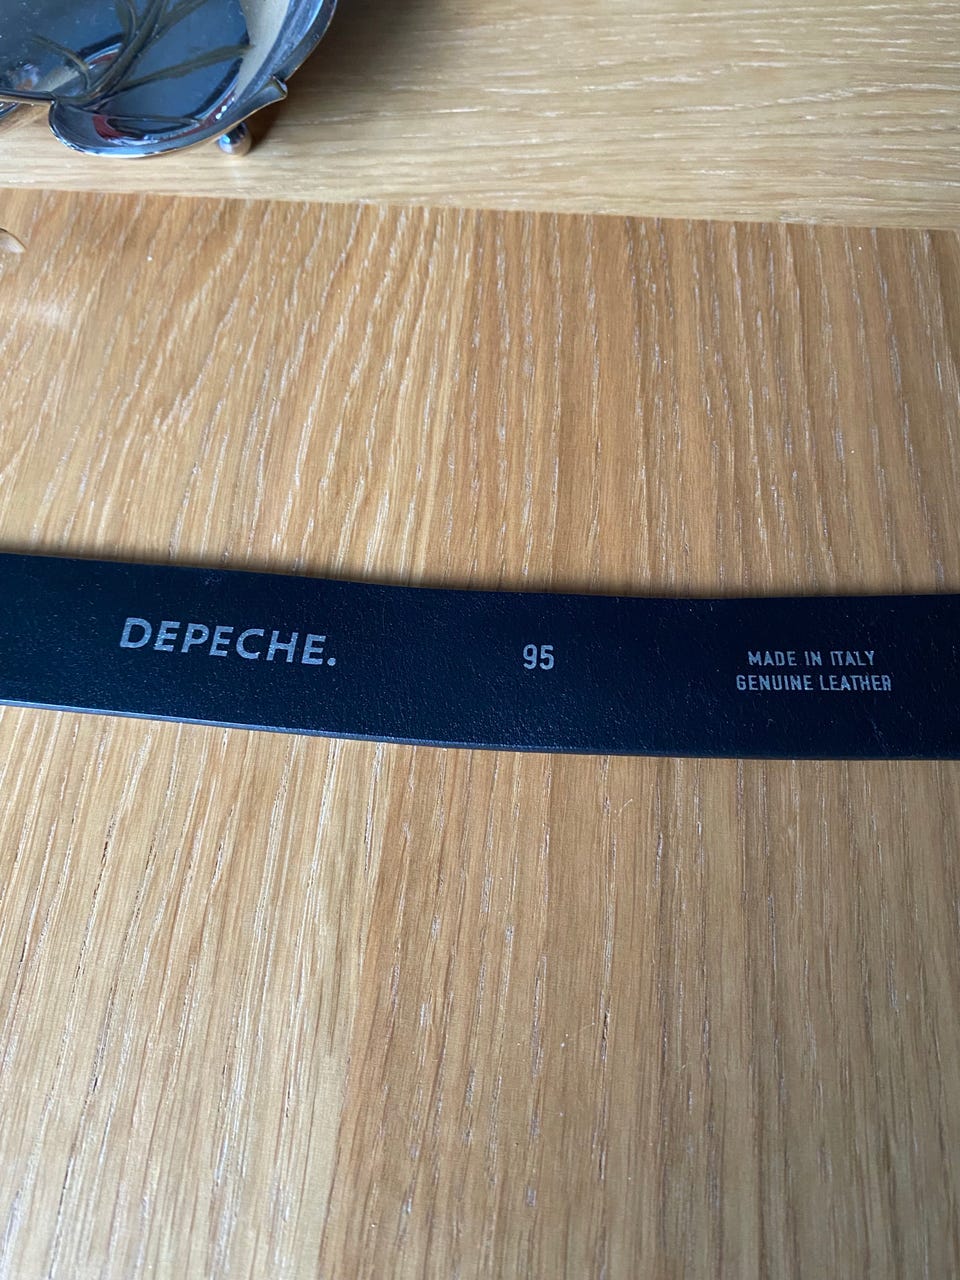 DEPECHE.
95
MADE IN ITALY
GENUINE LEATHER